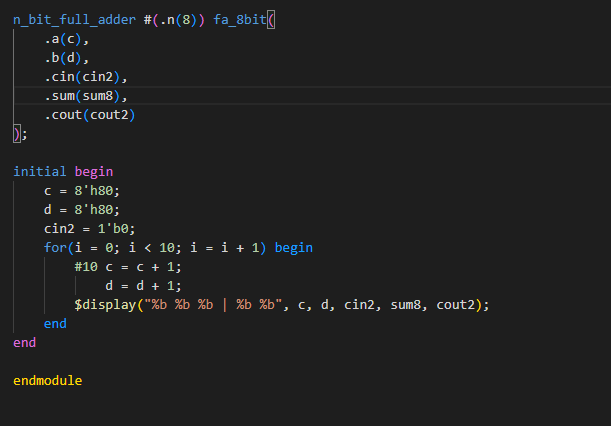 n_bit_full_adder #(.n(8)) fa_8bit(
    .a(c),
    .b(d),
    .cin(cin2),
    .sum(sum8),
    .cout(cout2)
);

initial begin
    c = 8'h80;
    d = 8'h80;
    cin2 = 1'b0;
    for(i = 0; i < 10; i = i + 1) begin
        #10 c = c + 1;
            d = d + 1;
        $display("%b %b %b | %b %b", c, d, cin2, sum8, cout2);
    end
end

endmodule